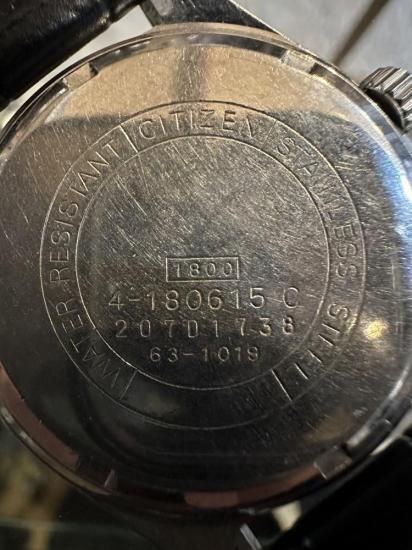 WATER RESISTANT CITIZEN STAINLESS STEEL
1800
4-180615 C
20701738
63-1019